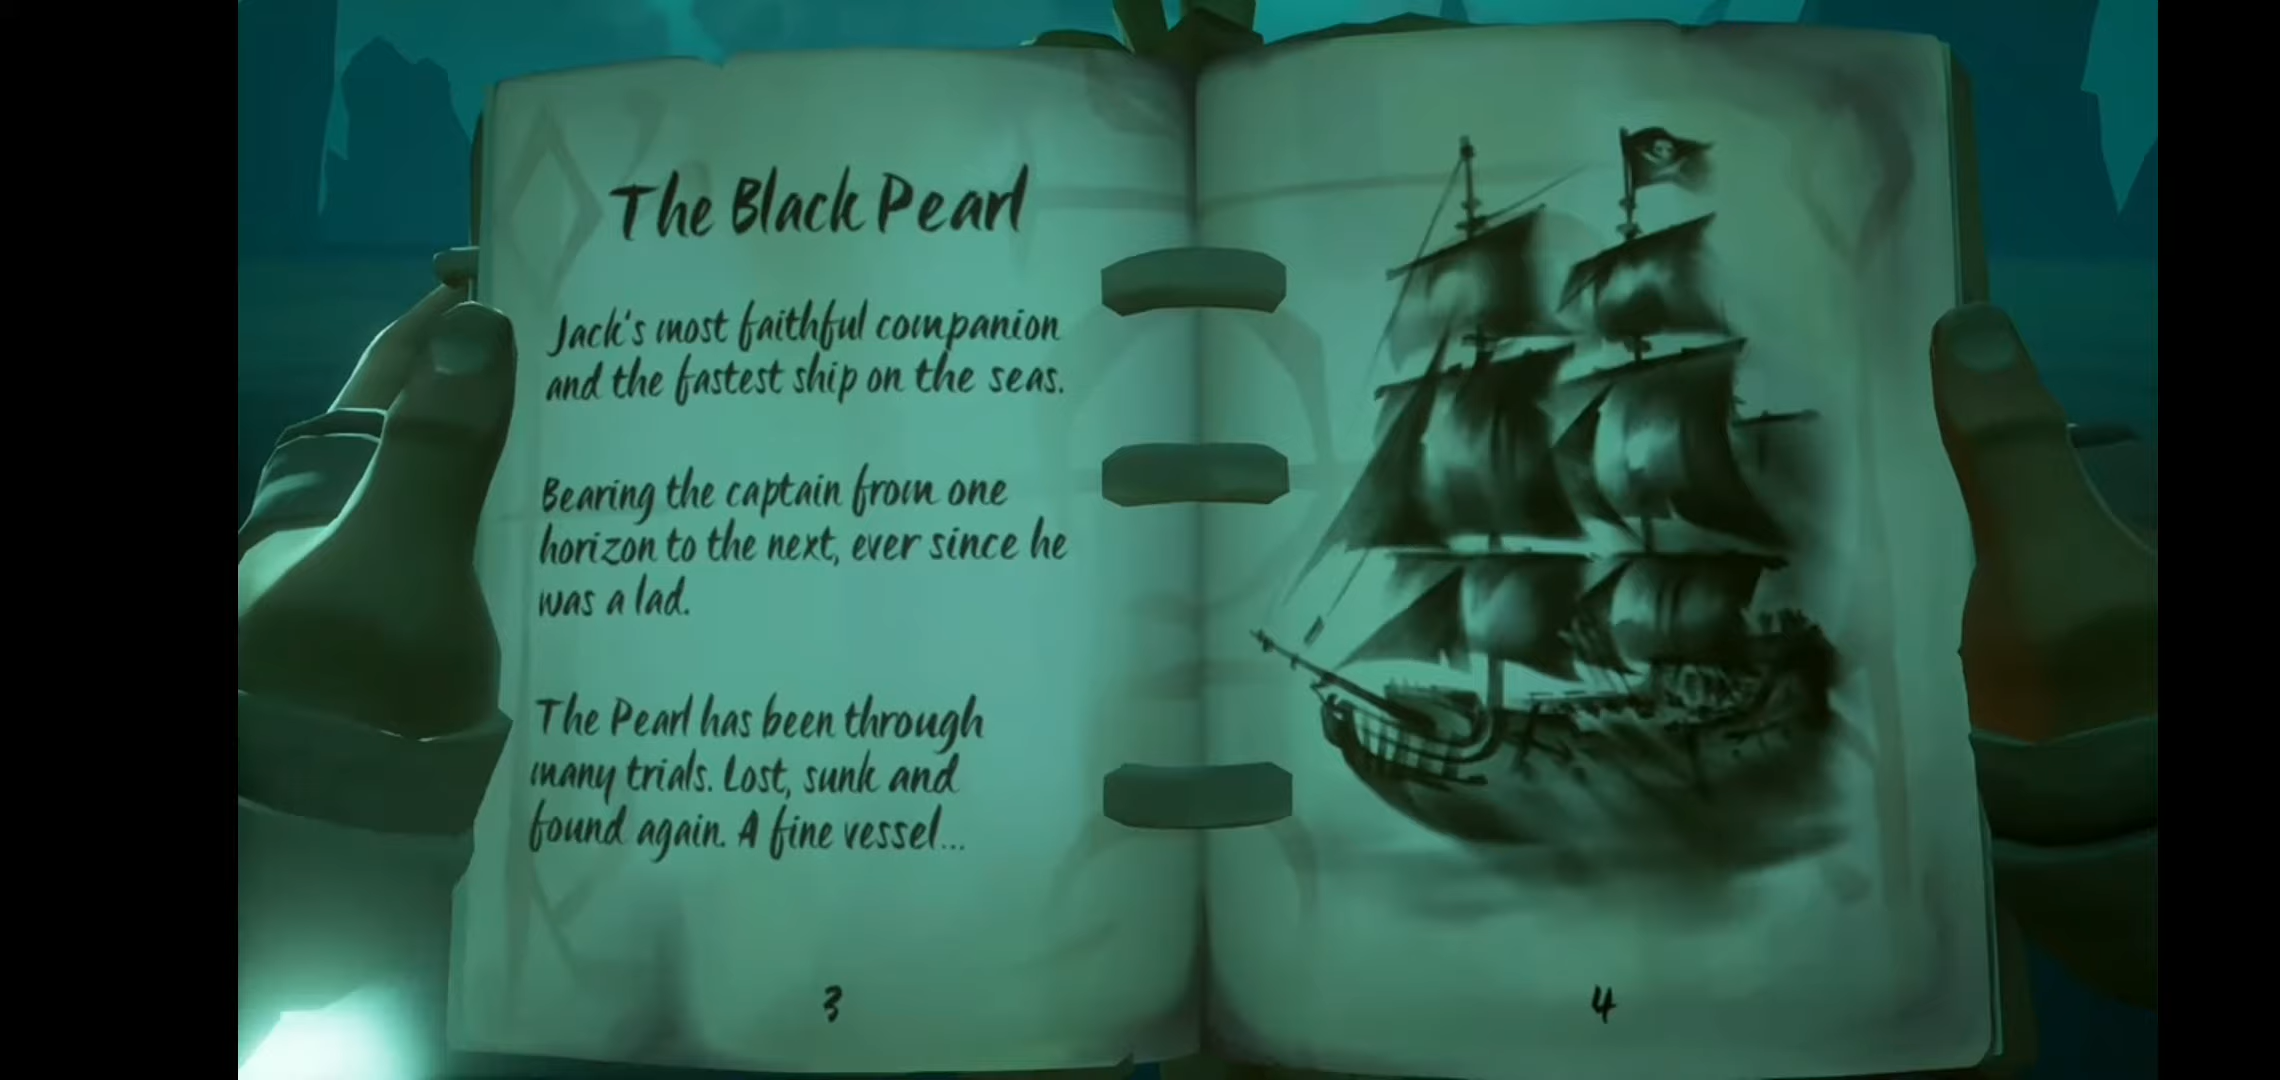 The Black Pearl
Jack's most faithful companion
and the fastest ship on the seas.
Bearing the captain from one
horizon to the next, ever since he
was a lad.
The Pearl has been through
many trials. Lost, sunk and
found again. A fine vessel...
3
4